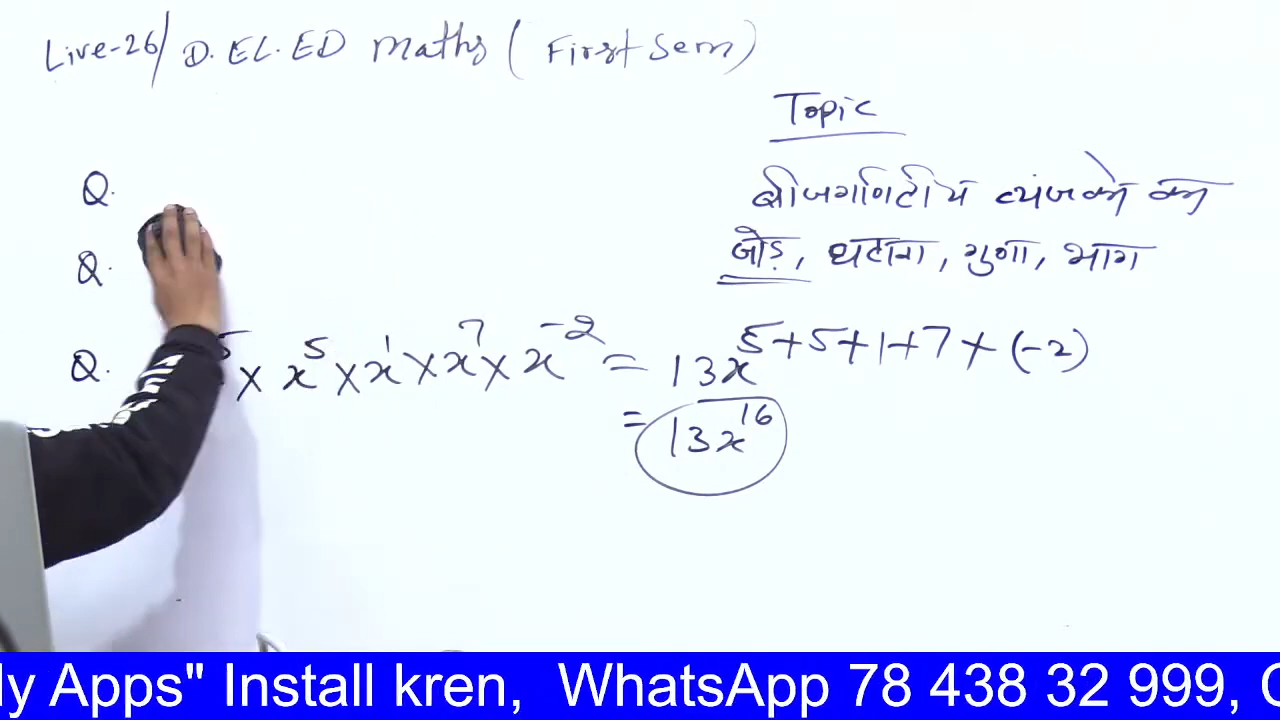 Live-26/ D.EL.ED Maths (First Sem)
Topic
बीजगणितीय व्यंजकों का
जोड़, घटाना, गुणा, भाग
Q.
Q.
Q. 5 × x⁵ × x¹ × x⁷ × x⁻² = 13x⁵⁺⁵⁺¹⁺⁷⁺⁽⁻²⁾
= 13x¹⁶
ly Apps" Install kren, WhatsApp 78 438 32 999, C